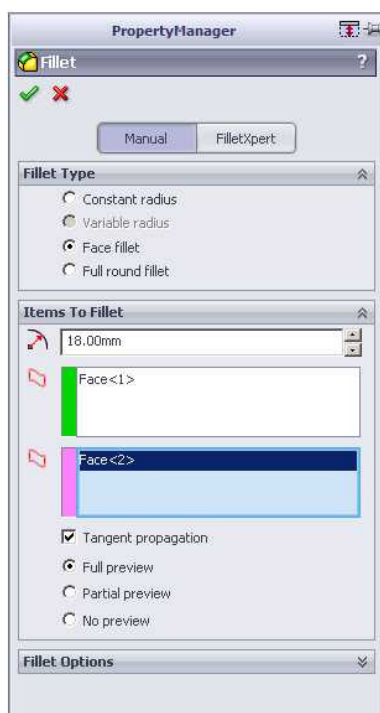 PropertyManager
Fillet ?
Manual FilletXpert
Fillet Type
Constant radius
Variable radius
Face fillet
Full round fillet
Items To Fillet
18.00mm
Face<1>
Face<2>
Tangent propagation
Full preview
Partial preview
No preview
Fillet Options